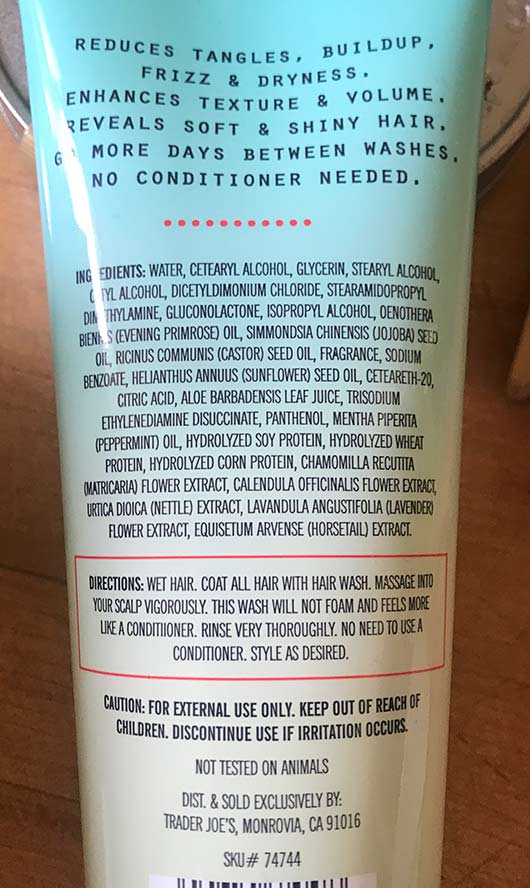 REDUCES TANGLES, BUILDUP,
FRIZZ & DRYNESS.
ENHANCES TEXTURE & VOLUME.
REVEALS SOFT & SHINY HAIR.
GO MORE DAYS BETWEEN WASHES.
NO CONDITIONER NEEDED.
INGREDIENTS: WATER, CETEARYL ALCOHOL, GLYCERIN, STEARYL ALCOHOL,
CETYL ALCOHOL, DICETYLDIMONIUM CHLORIDE, STEARAMIDOPROPYL
DIMETHYLAMINE, GLUCONOLACTONE, ISOPROPYL ALCOHOL, OENOTHERA
BIENNIS (EVENING PRIMROSE) OIL, SIMMONDSIA CHINENSIS (JOJOBA) SEED
OIL, RICINUS COMMUNIS (CASTOR) SEED OIL, FRAGRANCE, SODIUM
BENZOATE, HELIANTHUS ANNUUS (SUNFLOWER) SEED OIL, CETEARETH-20,
CITRIC ACID, ALOE BARBADENSIS LEAF JUICE, TRISODIUM
ETHYLENEDIAMINE DISUCCINATE, PANTHENOL, MENTHA PIPERITA
(PEPPERMINT) OIL, HYDROLYZED SOY PROTEIN, HYDROLYZED WHEAT
PROTEIN, HYDROLYZED CORN PROTEIN, CHAMOMILLA RECUTITA
(MATRICARIA) FLOWER EXTRACT, CALENDULA OFFICINALIS FLOWER EXTRACT,
URTICA DIOICA (NETTLE) EXTRACT, LAVANDULA ANGUSTIFOLIA (LAVENDER)
FLOWER EXTRACT, EQUISETUM ARVENSE (HORSETAIL) EXTRACT.
DIRECTIONS: WET HAIR. COAT ALL HAIR WITH HAIR WASH. MASSAGE INTO
YOUR SCALP VIGOROUSLY. THIS WASH WILL NOT FOAM AND FEELS MORE
LIKE A CONDITIIONER. RINSE VERY THOROUGHLY. NO NEED TO USE A
CONDITIONER. STYLE AS DESIRED.
CAUTION: FOR EXTERNAL USE ONLY. KEEP OUT OF REACH OF
CHILDREN. DISCONTINUE USE IF IRRITATION OCCURS.
NOT TESTED ON ANIMALS
DIST. & SOLD EXCLUSIVELY BY:
TRADER JOE'S, MONROVIA, CA 91016
SKU# 74744